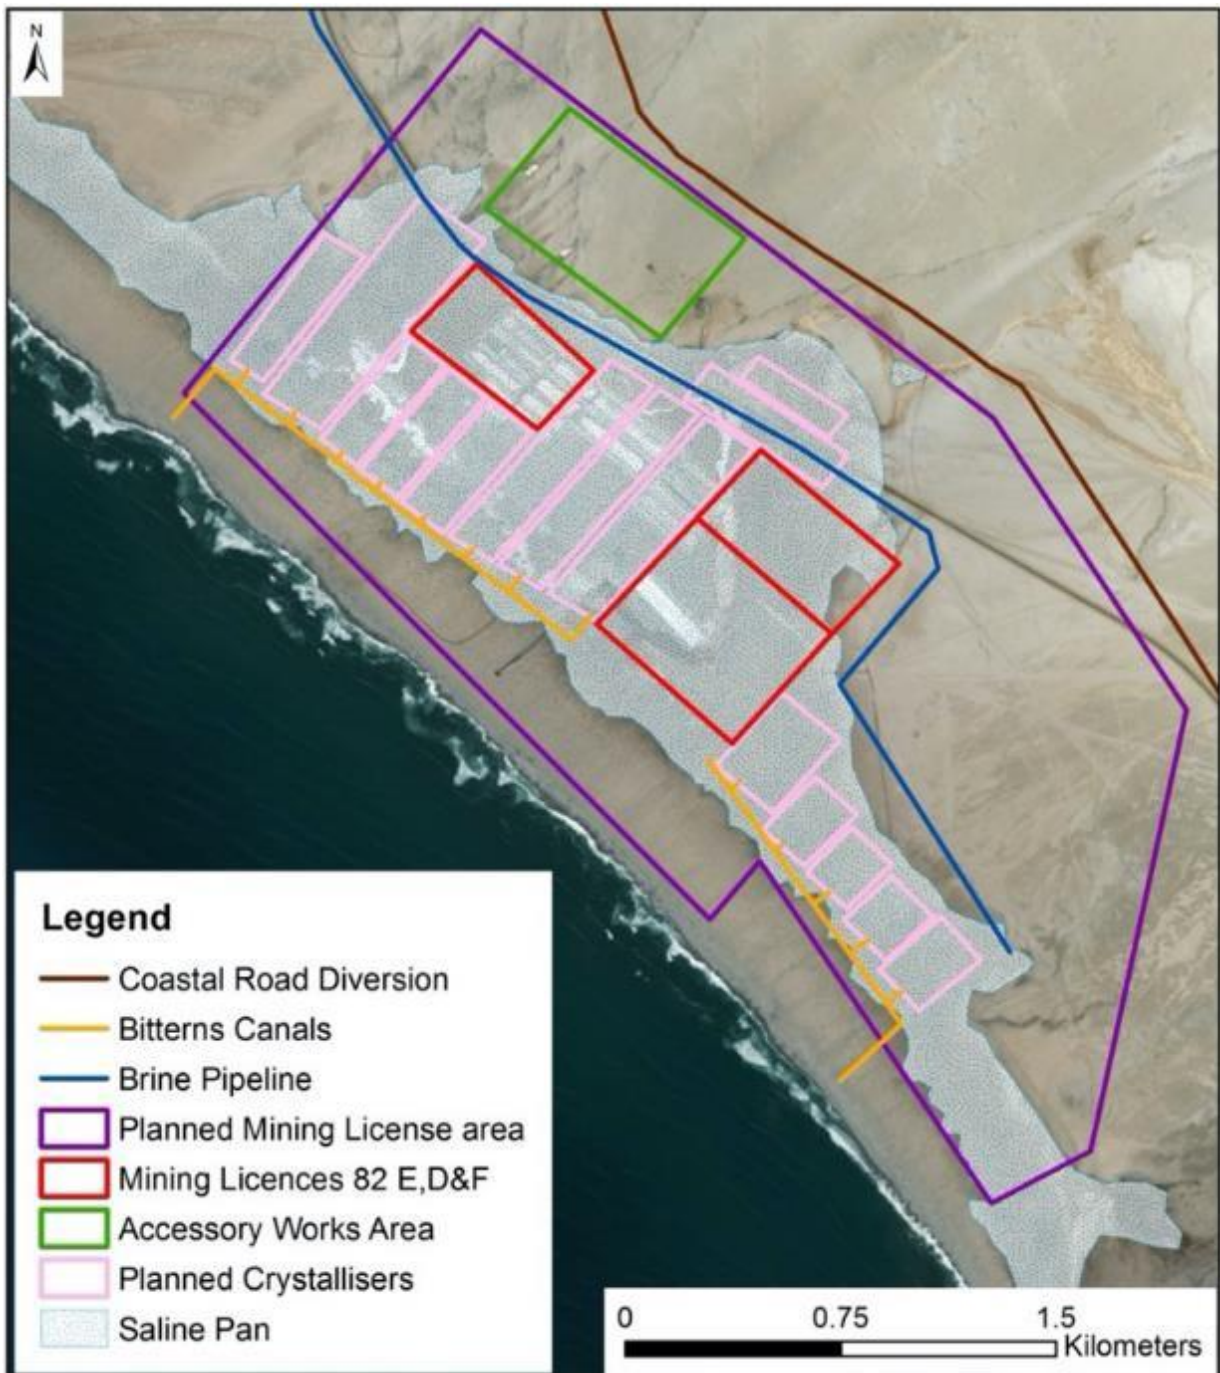 N
Legend
Coastal Road Diversion
Bitterns Canals
Brine Pipeline
Planned Mining License area
Mining Licences 82 E,D&F
Accessory Works Area
Planned Crystallisers
Saline Pan
0 0.75 1.5
Kilometers